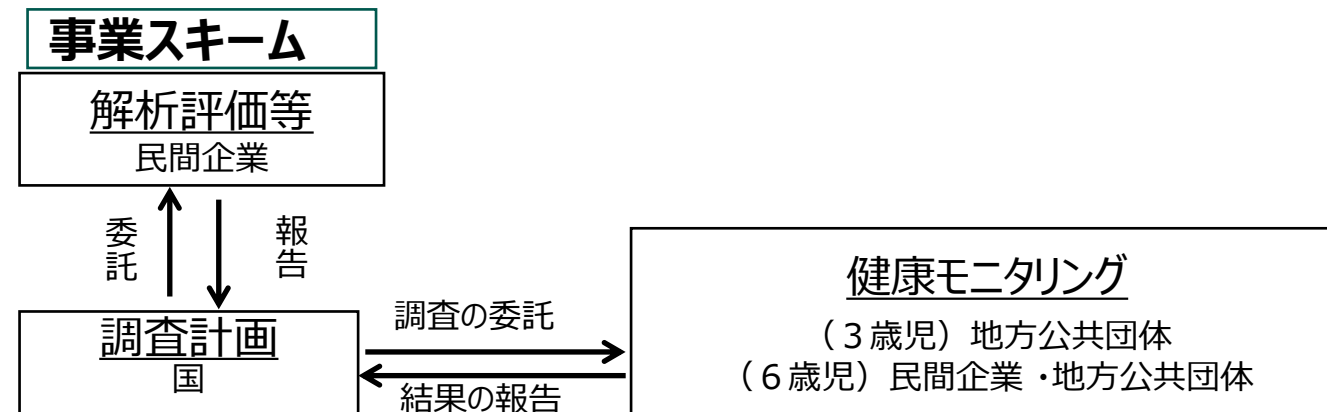 事業スキーム
解析評価等
民間企業
委託
報告
調査計画
国
調査の委託
結果の報告
健康モニタリング
（３歳児）地方公共団体
（６歳児）民間企業・地方公共団体